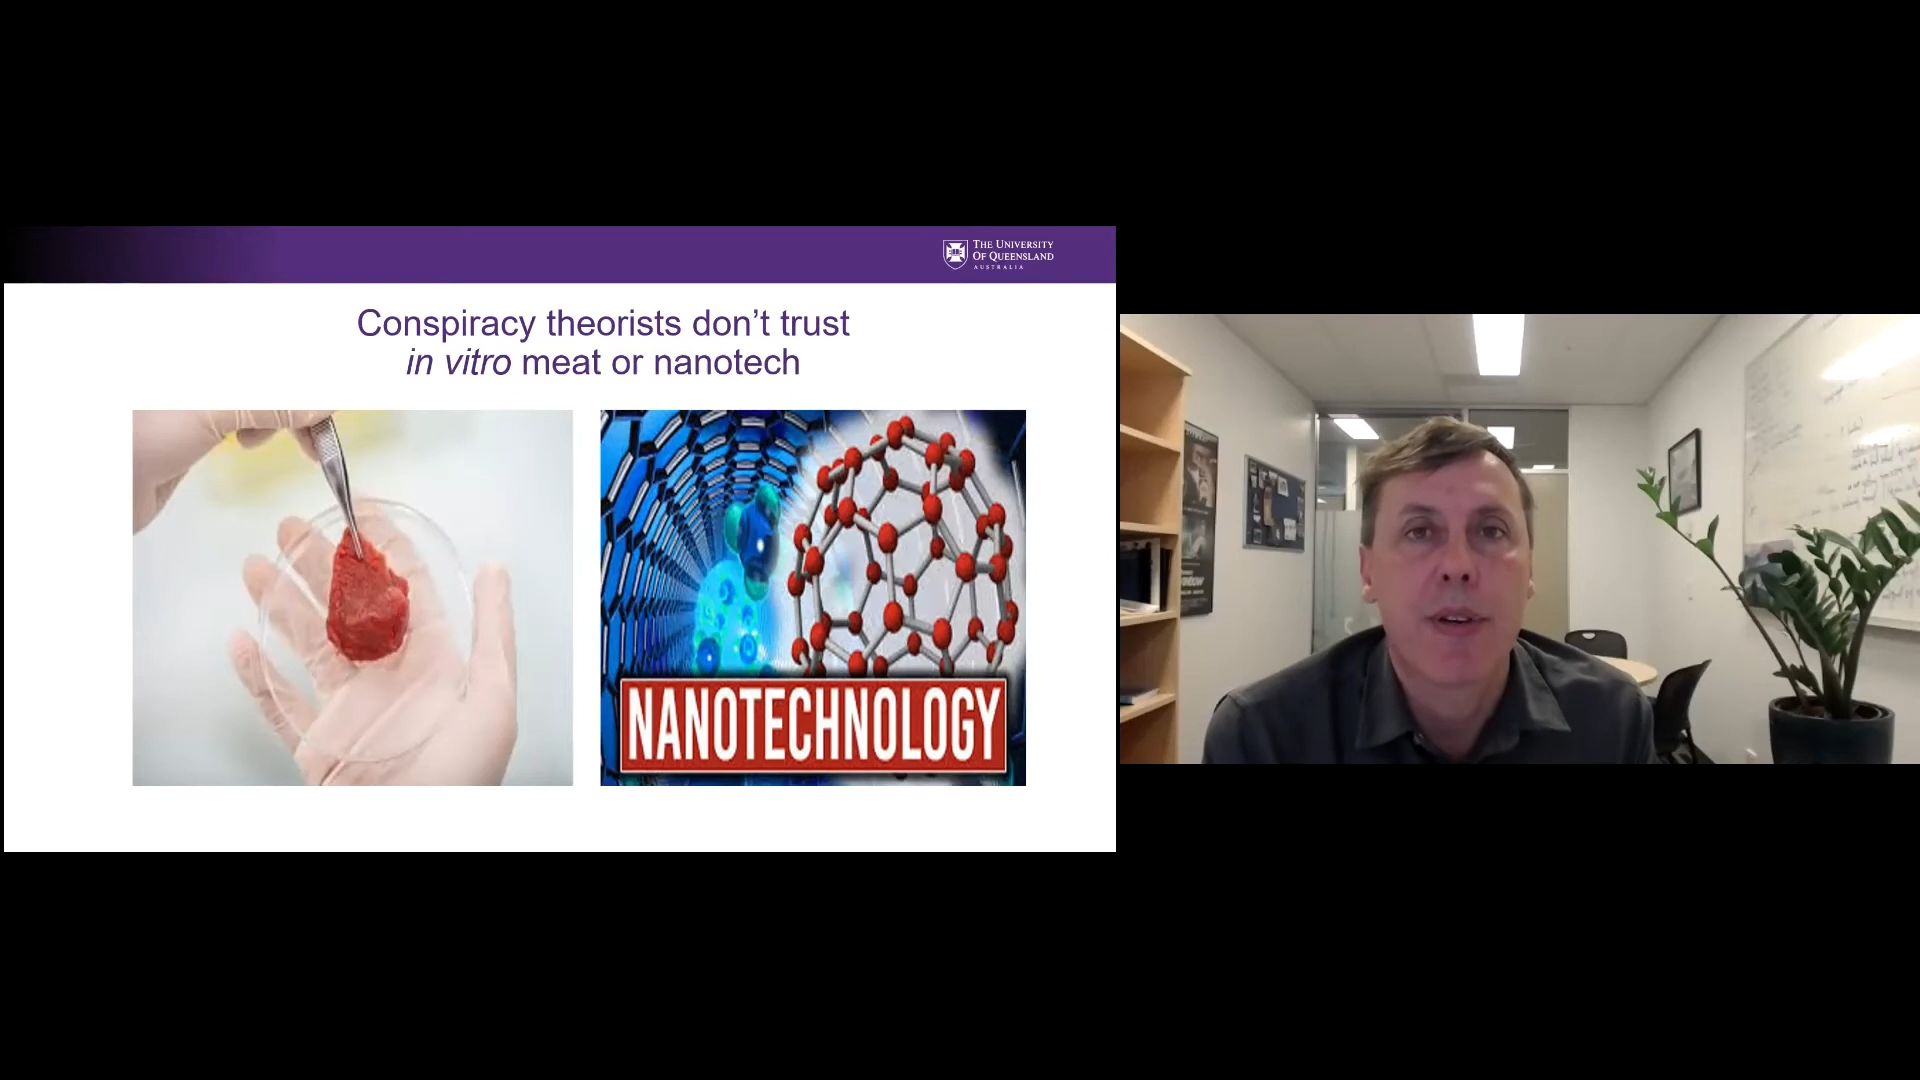 THE UNIVERSITY
OF QUEENSLAND
AUSTRALIA
Conspiracy theorists don’t trust
in vitro meat or nanotech
NANOTECHNOLOGY